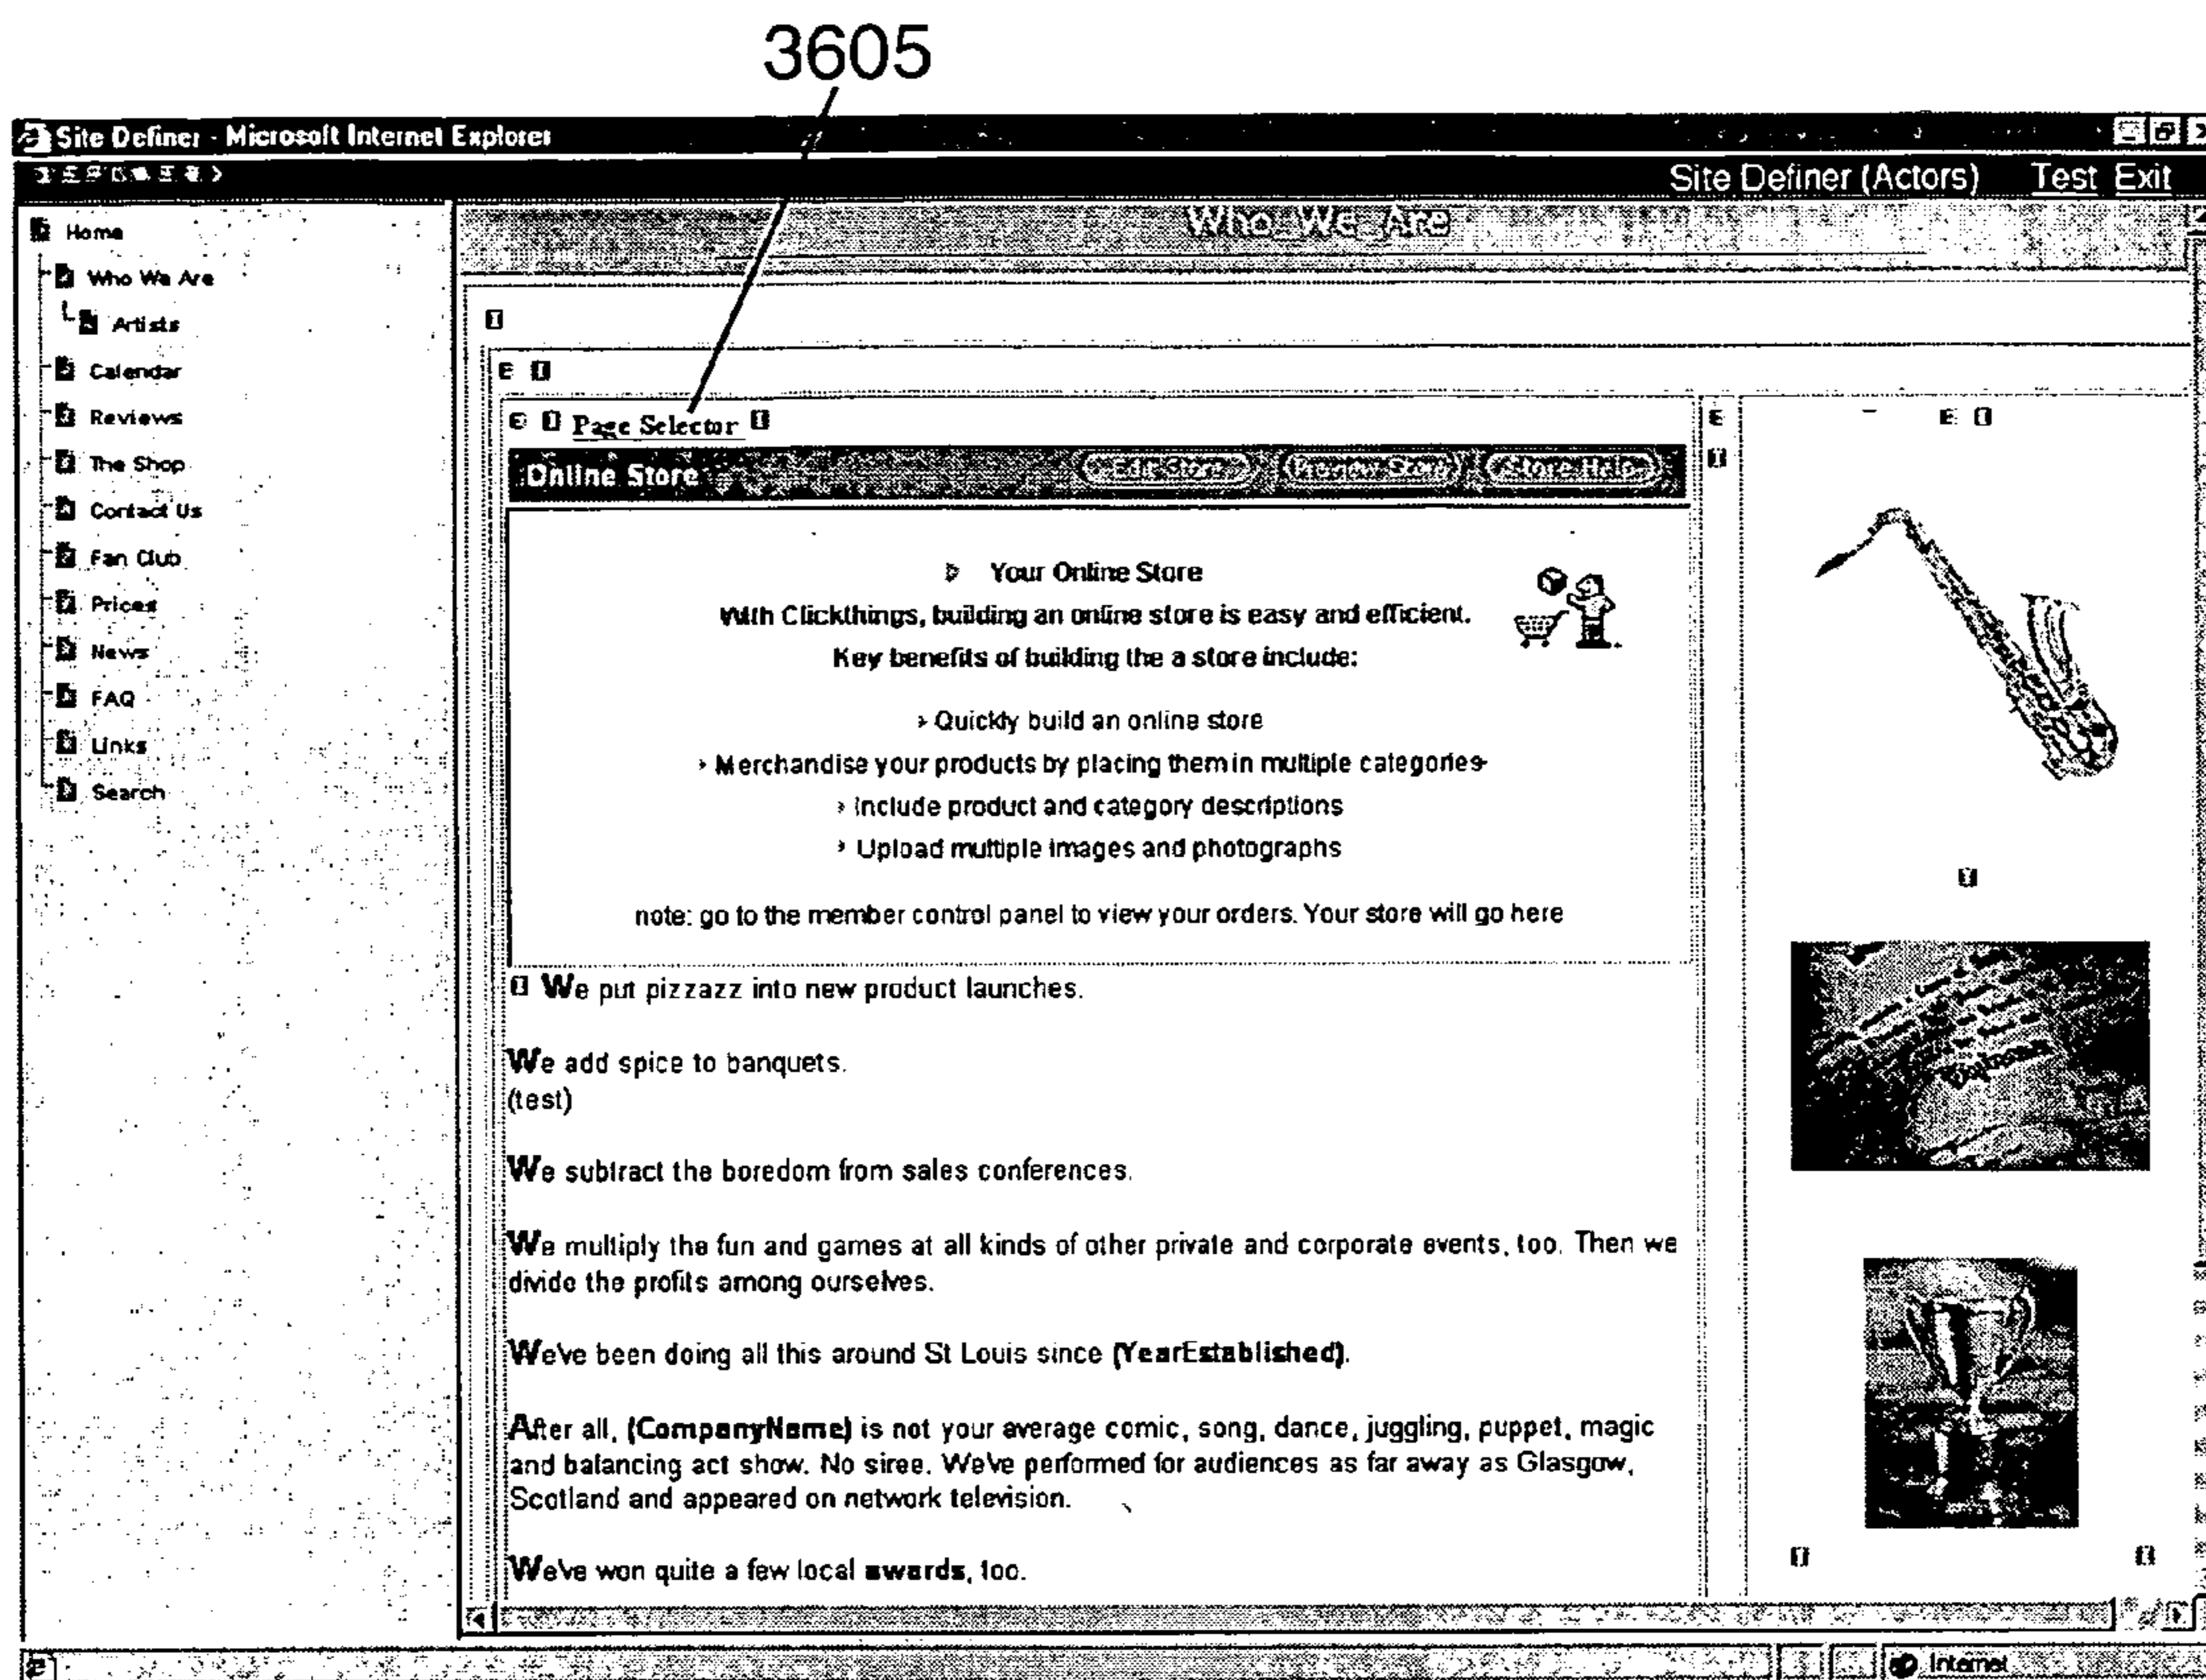 3605
Site Definer - Microsoft Internet Explorer
Site Definer (Actors) Test Exit
Home
Who We Are
Artists
Calendar
Reviews
The Shop
Contact Us
Fan Club
Prices
News
FAQ
Links
Search
Who_We_Are
I
E I
E I Page Selector I
E
I
E I
Online Store Edit Store Preview Store Store Help
Your Online Store
With Clickthings, building an online store is easy and efficient.
Key benefits of building the a store include:
Quickly build an online store
Merchandise your products by placing them in multiple categories
Include product and category descriptions
Upload multiple images and photographs
note: go to the member control panel to view your orders. Your store will go here
I We put pizzazz into new product launches.
We add spice to banquets.
(test)
We subtract the boredom from sales conferences.
We multiply the fun and games at all kinds of other private and corporate events, too. Then we
divide the profits among ourselves.
We've been doing all this around St Louis since (YearEstablished).
After all, (CompanyName) is not your average comic, song, dance, juggling, puppet, magic
and balancing act show. No siree. We've performed for audiences as far away as Glasgow,
Scotland and appeared on network television.
We've won quite a few local awards, too.
I
I I
Internet